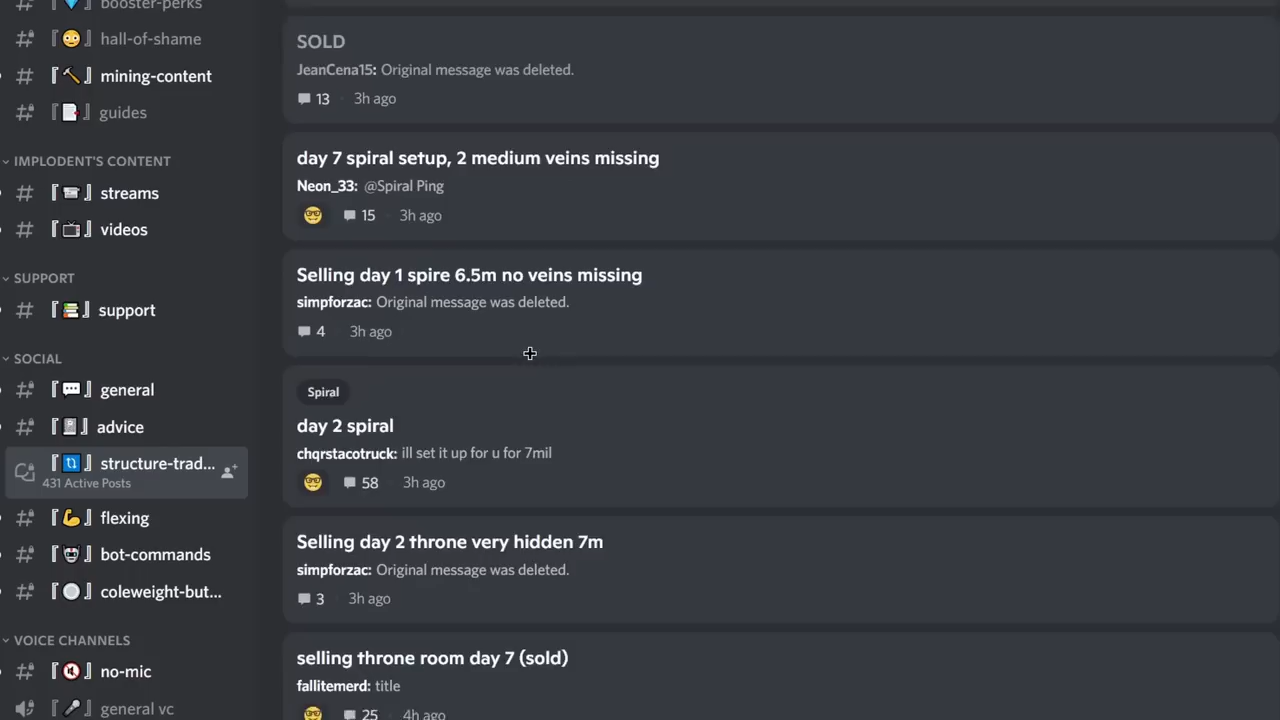 booster-perks
hall-of-shame
mining-content
guides
IMPLODENT'S CONTENT
streams
videos
SUPPORT
support
SOCIAL
general
advice
structure-trad...
431 Active Posts
flexing
bot-commands
coleweight-but...
VOICE CHANNELS
no-mic
general vc
SOLD
JeanCena15: Original message was deleted.
13 · 3h ago
day 7 spiral setup, 2 medium veins missing
Neon_33: @Spiral Ping
15 · 3h ago
Selling day 1 spire 6.5m no veins missing
simpforzac: Original message was deleted.
4 · 3h ago
Spiral
day 2 spiral
chqrstacotruck: ill set it up for u for 7mil
58 · 3h ago
Selling day 2 throne very hidden 7m
simpforzac: Original message was deleted.
3 · 3h ago
selling throne room day 7 (sold)
fallitemerd: title
25 · 4h ago